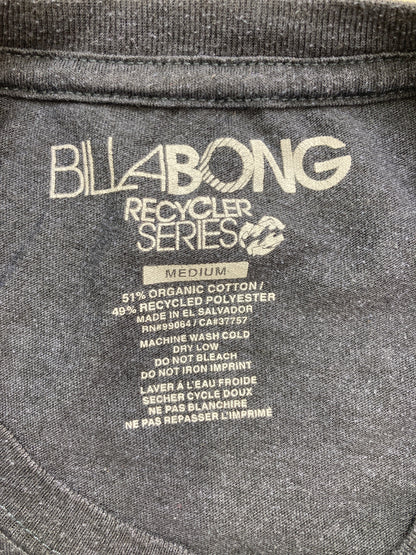 BILLABONG
RECYCLER
SERIES
MEDIUM
51% ORGANIC COTTON /
49% RECYCLED POLYESTER
MADE IN EL SALVADOR
RN#99064 / CA#37757
MACHINE WASH COLD
DRY LOW
DO NOT BLEACH
DO NOT IRON IMPRINT
LAVER À L'EAU FROIDE
SECHER CYCLE DOUX
NE PAS BLANCHIRE
NE PAS REPASSER L'IMPRIMÉ